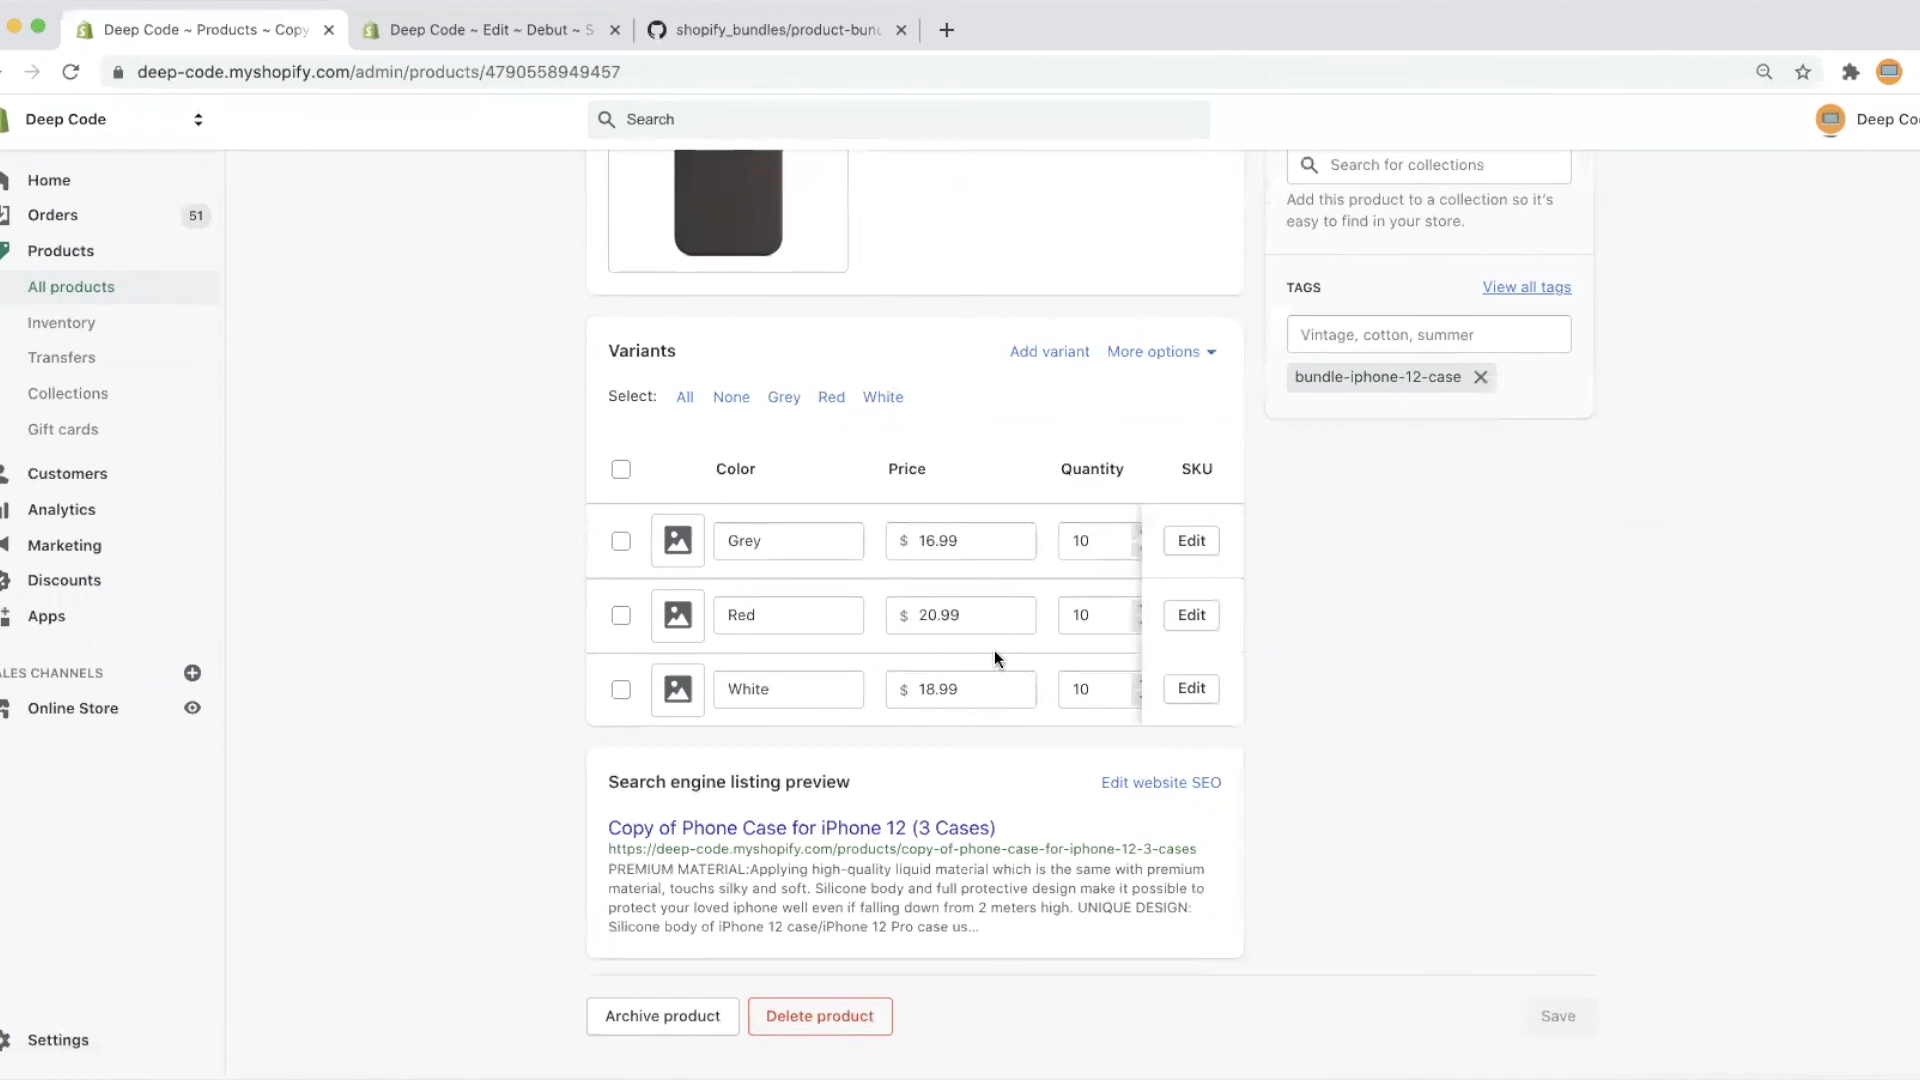 Deep Code ~ Products ~ Copy
Deep Code ~ Edit ~ Debut ~ S
shopify_bundles/product-bun
deep-code.myshopify.com/admin/products/4790558949457
Deep Code
Search
Deep Co
Home
Orders
51
Products
All products
Inventory
Transfers
Collections
Gift cards
Customers
Analytics
Marketing
Discounts
Apps
ALES CHANNELS
Online Store
Settings
Search for collections
Add this product to a collection so it's
easy to find in your store.
TAGS
View all tags
Vintage, cotton, summer
bundle-iphone-12-case
Variants
Add variant
More options
Select: All None Grey Red White
Color Price Quantity SKU
Grey $ 16.99 10 Edit
Red $ 20.99 10 Edit
White $ 18.99 10 Edit
Search engine listing preview
Edit website SEO
Copy of Phone Case for iPhone 12 (3 Cases)
https://deep-code.myshopify.com/products/copy-of-phone-case-for-iphone-12-3-cases
PREMIUM MATERIAL:Applying high-quality liquid material which is the same with premium
material, touchs silky and soft. Silicone body and full protective design make it possible to
protect your loved iphone well even if falling down from 2 meters high. UNIQUE DESIGN:
Silicone body of iPhone 12 case/iPhone 12 Pro case us...
Archive product
Delete product
Save